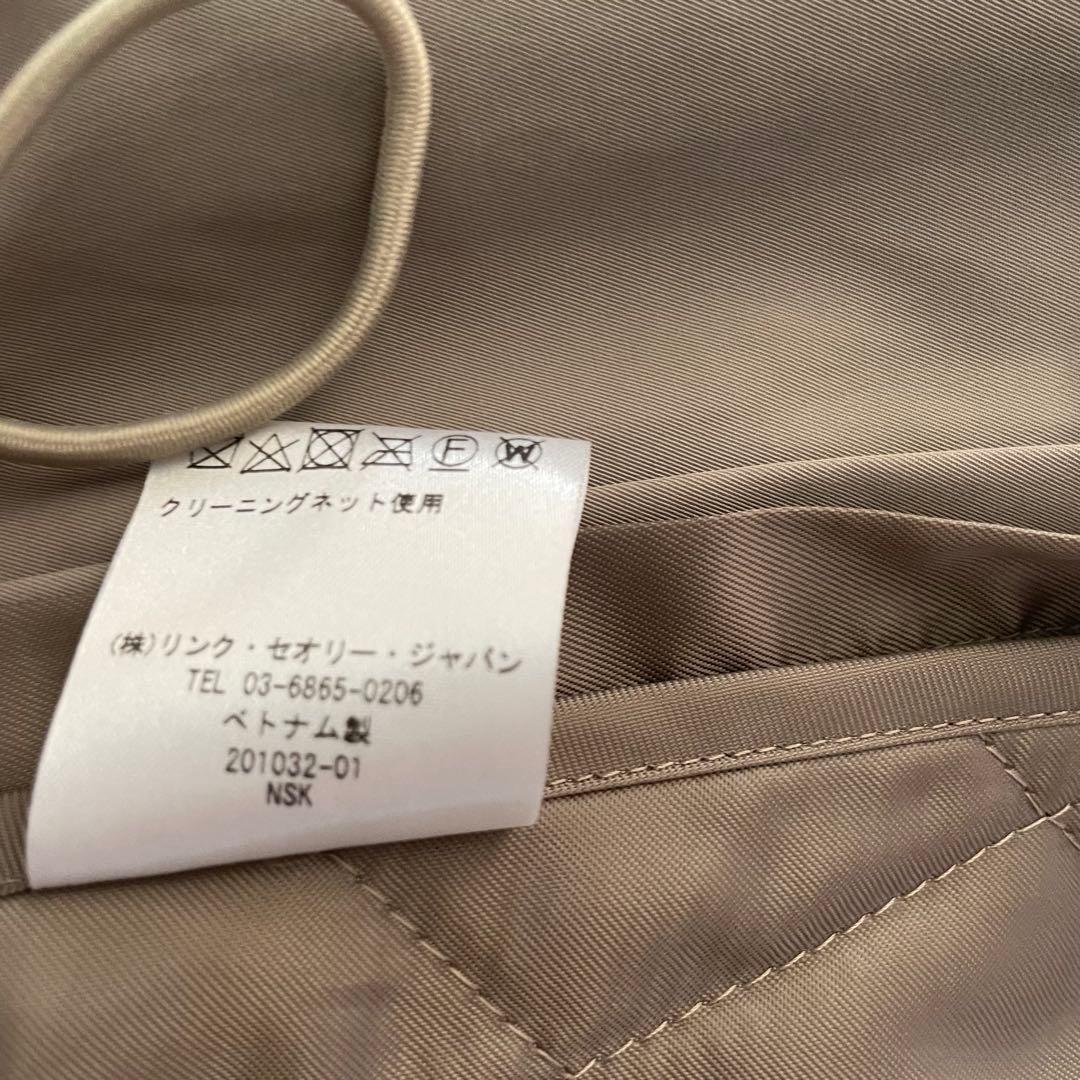 F W
クリーニングネット使用
(株)リンク・セオリー・ジャパン
TEL 03-6865-0206
ベトナム製
201032-01
NSK